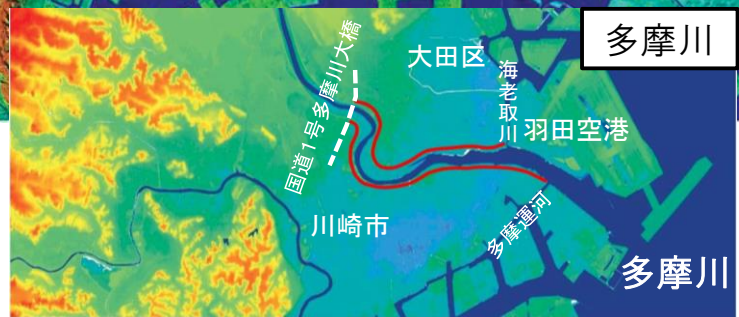 多摩川
国道1号多摩川大橋
大田区
海老取川
羽田空港
川崎市
多摩運河
多摩川